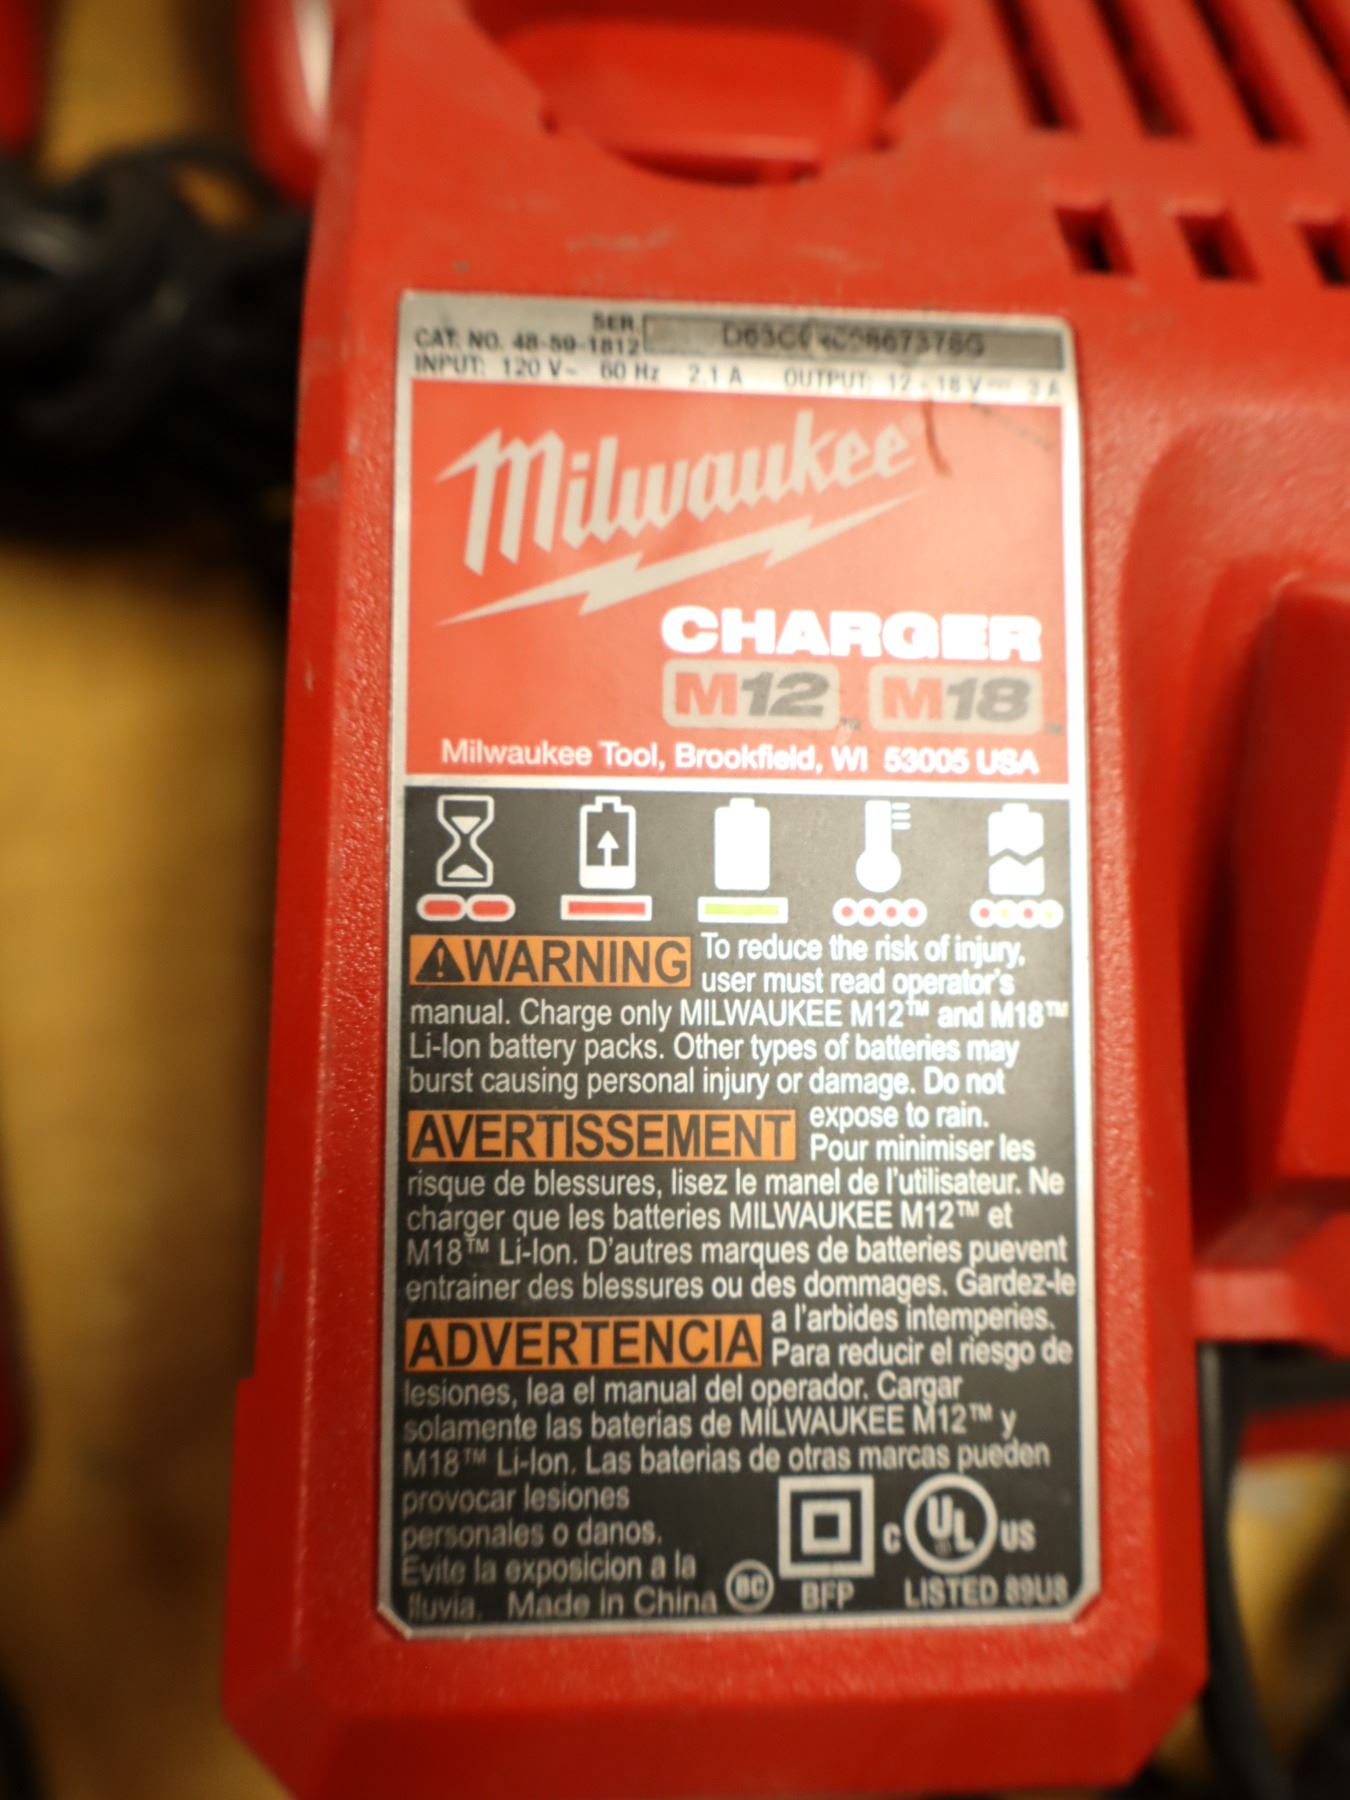 SER.
CAT. NO. 48-59-1812
INPUT: 120 V~ 60 Hz 2.1 A OUTPUT: 12 - 18 V 3 A
Milwaukee
CHARGER
M12™ M18™
Milwaukee Tool, Brookfield, WI 53005 USA
WARNING To reduce the risk of injury,
user must read operator's
manual. Charge only MILWAUKEE M12™ and M18™
Li-Ion battery packs. Other types of batteries may
burst causing personal injury or damage. Do not
expose to rain.
AVERTISSEMENT Pour minimiser les
risque de blessures, lisez le manel de l'utilisateur. Ne
charger que les batteries MILWAUKEE M12™ et
M18™ Li-Ion. D'autres marques de batteries puevent
entrainer des blessures ou des dommages. Gardez-le
a l'arbides intemperies.
ADVERTENCIA Para reducir el riesgo de
lesiones, lea el manual del operador. Cargar
solamente las baterias de MILWAUKEE M12™ y
M18™ Li-Ion. Las baterias de otras marcas pueden
provocar lesiones
personales o danos.
Evite la exposicion a la
lluvia. Made in China
BC
BFP
C UL US
LISTED 89U8